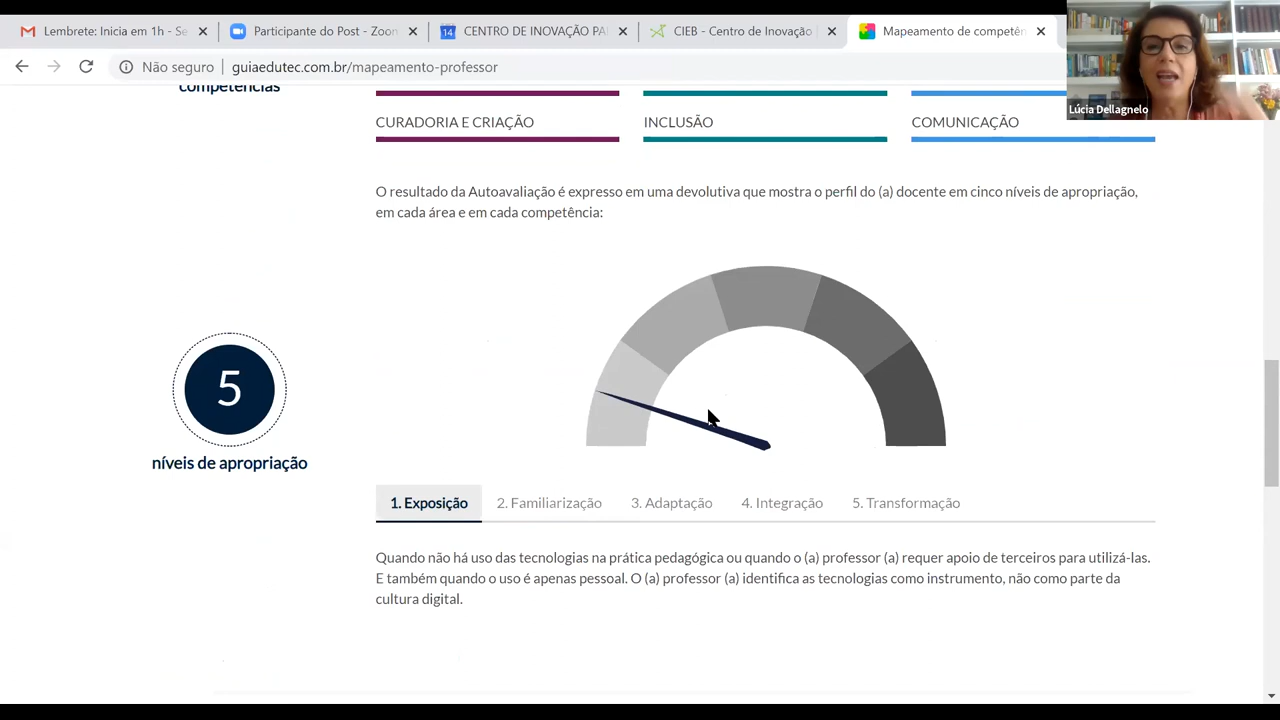 Lembrete: Inicia em 1h - Se
Participante do Post - Zoom
14
CENTRO DE INOVAÇÃO PA
CIEB - Centro de Inovação
Mapeamento de competên
Não seguro
guiaedutec.com.br/mapeamento-professor
Lúcia Dellagnelo
competências
CURADORIA E CRIAÇÃO
INCLUSÃO
COMUNICAÇÃO
O resultado da Autoavaliação é expresso em uma devolutiva que mostra o perfil do (a) docente em cinco níveis de apropriação,
em cada área e em cada competência:
5
níveis de apropriação
1. Exposição
2. Familiarização
3. Adaptação
4. Integração
5. Transformação
Quando não há uso das tecnologias na prática pedagógica ou quando o (a) professor (a) requer apoio de terceiros para utilizá-las.
E também quando o uso é apenas pessoal. O (a) professor (a) identifica as tecnologias como instrumento, não como parte da
cultura digital.